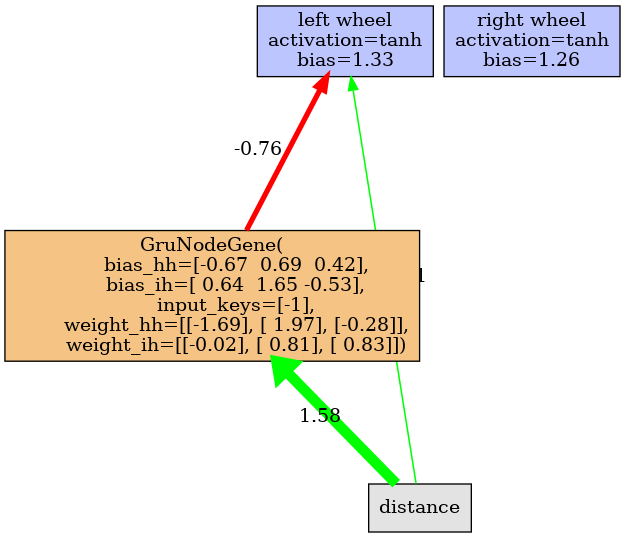 left wheel
activation=tanh
bias=1.33
right wheel
activation=tanh
bias=1.26
-0.76
GruNodeGene(
bias_hh=[-0.67  0.69  0.42],
bias_ih=[ 0.64  1.65 -0.53],
input_keys=[-1],
weight_hh=[[-1.69], [ 1.97], [-0.28]],
weight_ih=[[-0.02], [ 0.81], [ 0.83]])
1.58
distance